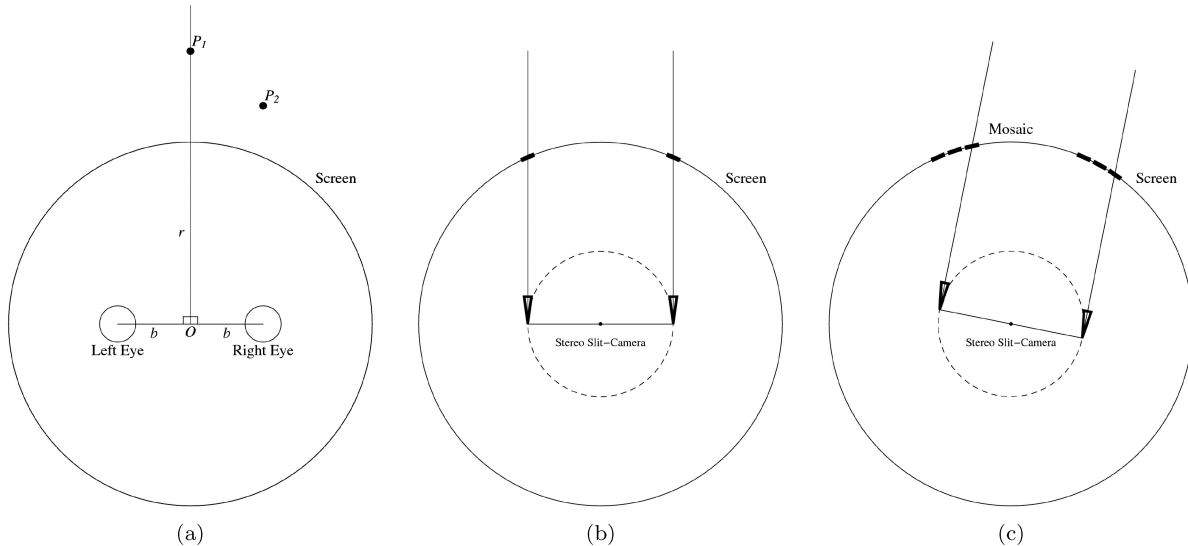 P1
P2
Screen
r
b
O
b
Left Eye
Right Eye
(a)
Screen
Stereo Slit−Camera
(b)
Mosaic
Screen
Stereo Slit−Camera
(c)